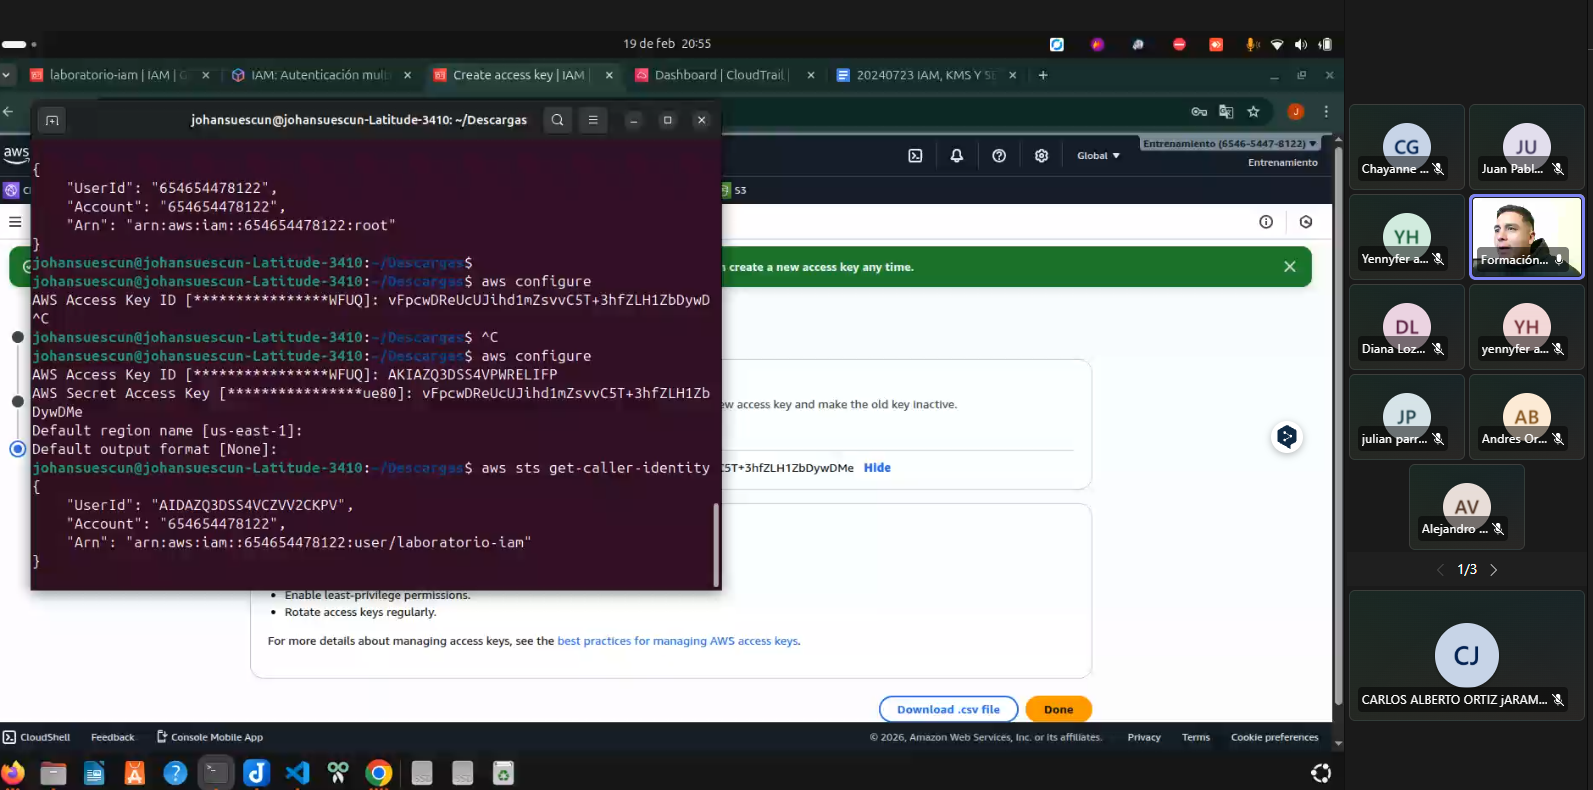 19 de feb 20:55
laboratorio-iam | IAM | G
IAM: Autenticación mult
Create access key | IAM
Dashboard | CloudTrail
20240723 IAM, KMS Y SE
johansuescun@johansuescun-Latitude-3410: ~/Descargas
aws
Global
Entrenamiento (6546-5447-8122)
Entrenamiento
S3
{
"UserId": "654654478122",
"Account": "654654478122",
"Arn": "arn:aws:iam::654654478122:root"
}
johansuescun@johansuescun-Latitude-3410:~/Descargas$
johansuescun@johansuescun-Latitude-3410:~/Descargas$ aws configure
AWS Access Key ID [****************WFUQ]: vFpcwDReUcUJihd1mZsvvC5T+3hfZLH1ZbDywD
^C
johansuescun@johansuescun-Latitude-3410:~/Descargas$ ^C
johansuescun@johansuescun-Latitude-3410:~/Descargas$ aws configure
AWS Access Key ID [****************WFUQ]: AKIAZQ3DSS4VPWRELIFP
AWS Secret Access Key [****************ue80]: vFpcwDReUcUJihd1mZsvvC5T+3hfZLH1Zb
DywDMe
Default region name [us-east-1]:
Default output format [None]:
johansuescun@johansuescun-Latitude-3410:~/Descargas$ aws sts get-caller-identity
{
"UserId": "AIDAZQ3DSS4VCZVV2CKPV",
"Account": "654654478122",
"Arn": "arn:aws:iam::654654478122:user/laboratorio-iam"
}
create a new access key any time.
ew access key and make the old key inactive.
C5T+3hfZLH1ZbDywDMe Hide
Enable least-privilege permissions.
Rotate access keys regularly.
For more details about managing access keys, see the best practices for managing AWS access keys.
Download .csv file
Done
CloudShell Feedback Console Mobile App
© 2026, Amazon Web Services, Inc. or its affiliates. Privacy Terms Cookie preferences
CG
Chayanne ...
JU
Juan Pabl...
YH
Yennyfer a...
Formación...
DL
Diana Loz...
YH
yennyfer a...
JP
julian parr...
AB
Andres Or...
AV
Alejandro ...
1/3
CJ
CARLOS ALBERTO ORTIZ jARAM...